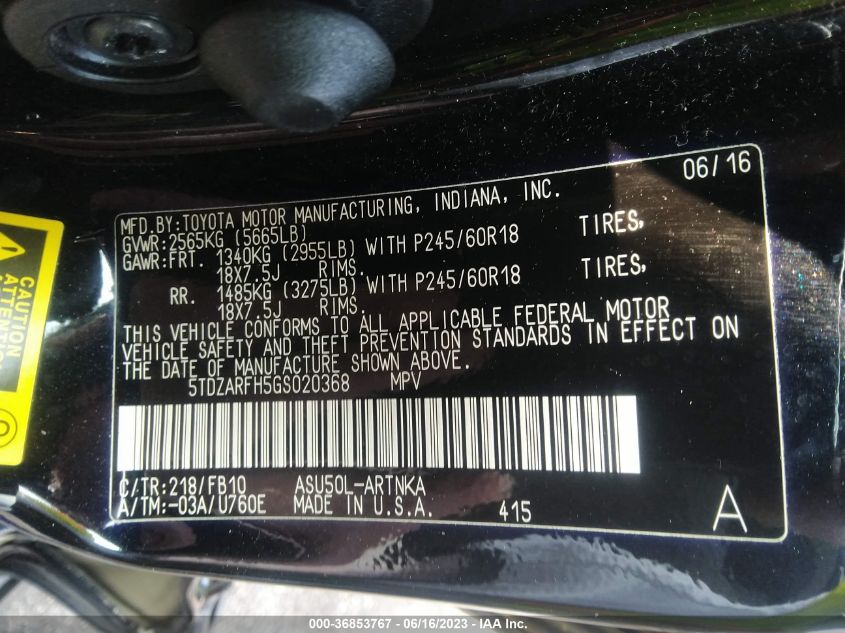 06/16
MFD.BY:TOYOTA MOTOR MANUFACTURING, INDIANA, INC.
GVWR:2565KG (5665LB)
GAWR:FRT. 1340KG (2955LB) WITH P245/60R18 TIRES,
18X7.5J RIMS.
RR. 1485KG (3275LB) WITH P245/60R18 TIRES,
18X7.5J RIMS.
THIS VEHICLE CONFORMS TO ALL APPLICABLE FEDERAL MOTOR
VEHICLE SAFETY AND THEFT PREVENTION STANDARDS IN EFFECT ON
THE DATE OF MANUFACTURE SHOWN ABOVE.
5TDZARFH5GS020368 MPV
C/TR:218/FB10 ASU50L-ARTNKA
A/TM:-03A/U760E MADE IN U.S.A. 415 A
CAUTION
ATTENTION
000-36853767 - 06/16/2023 - IAA Inc.